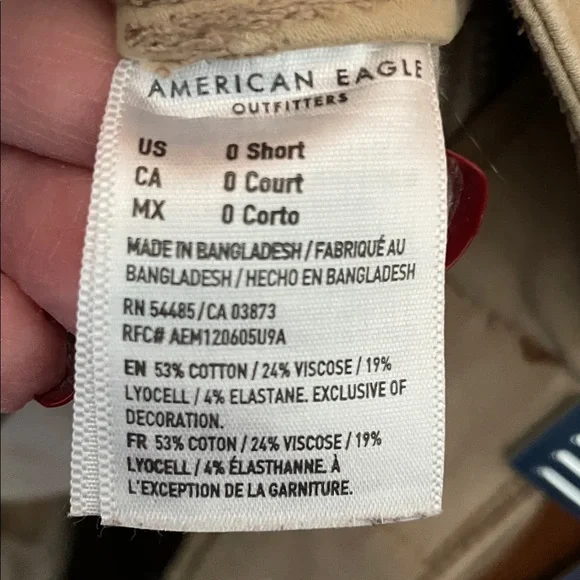 AMERICAN EAGLE
OUTFITTERS
US 0 Short
CA 0 Court
MX 0 Corto
MADE IN BANGLADESH / FABRIQUÉ AU
BANGLADESH / HECHO EN BANGLADESH
RN 54485 / CA 03873
RFC# AEM120605U9A
EN 53% COTTON / 24% VISCOSE / 19%
LYOCELL / 4% ELASTANE. EXCLUSIVE OF
DECORATION.
FR 53% COTON / 24% VISCOSE / 19%
LYOCELL / 4% ÉLASTHANNE. À
L'EXCEPTION DE LA GARNITURE.